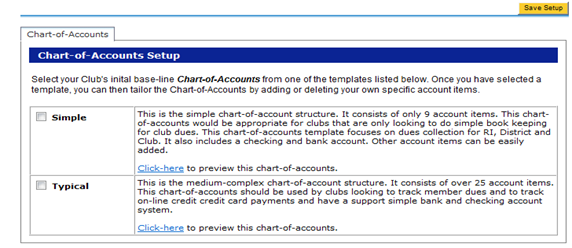 Save Setup
Chart-of-Accounts
Chart-of-Accounts Setup
Select your Club's inital base-line Chart-of-Accounts from one of the templates listed below. Once you have selected a
template, you can then tailor the Chart-of-Accounts by adding or deleting your own specific account items.
Simple
This is the simple chart-of-account structure. It consists of only 9 account items. This chart-
of-accounts would be appropriate for clubs that are only looking to do simple book keeping
for club dues. This chart-of-accounts template focuses on dues collection for RI, District and
Club. It also includes a checking and bank account. Other account items can be easily
added.
Click-here to preview this chart-of-accounts.
Typical
This is the medium-complex chart-of-account structure. It consists of over 25 account items.
This chart-of-accounts should be used by clubs looking to track member dues and to track
on-line credit credit card payments and have a support simple bank and checking account
system.
Click-here to preview this chart-of-accounts.